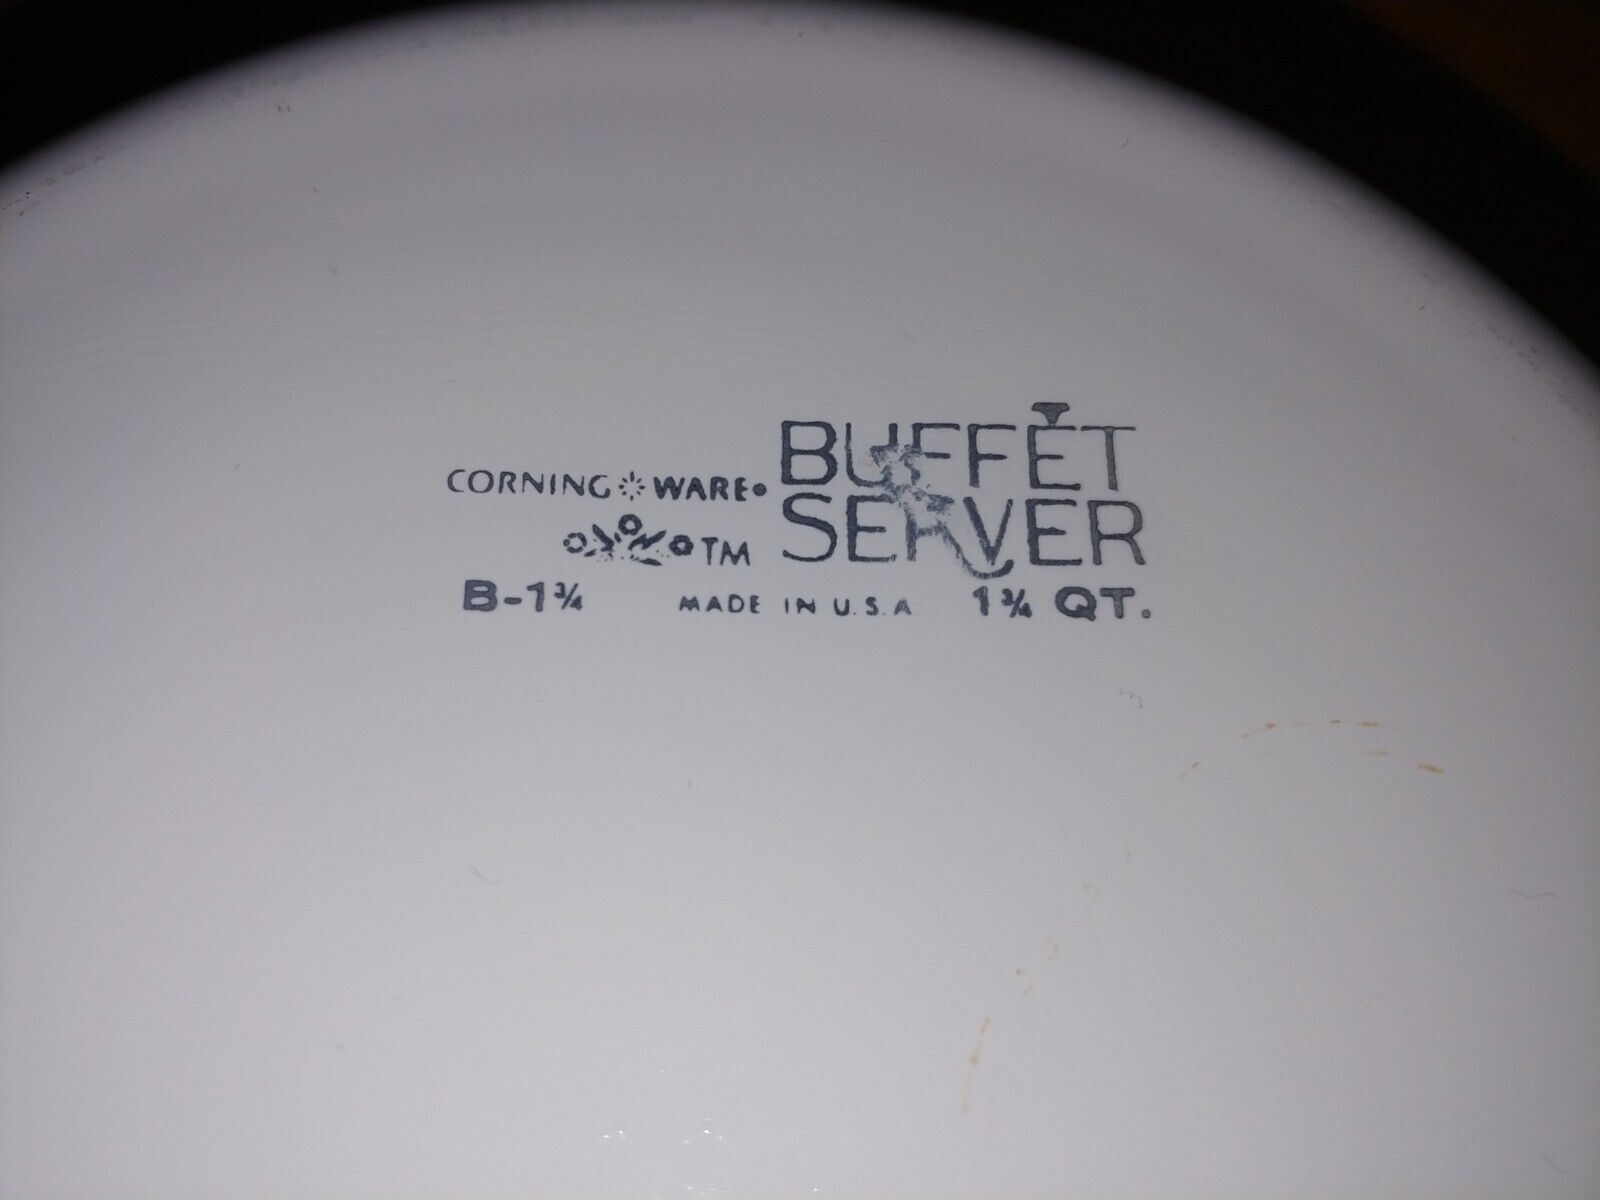 CORNING WARE®
BUFFET
SERVER
TM
B-1¾ MADE IN U.S.A 1¾ QT.